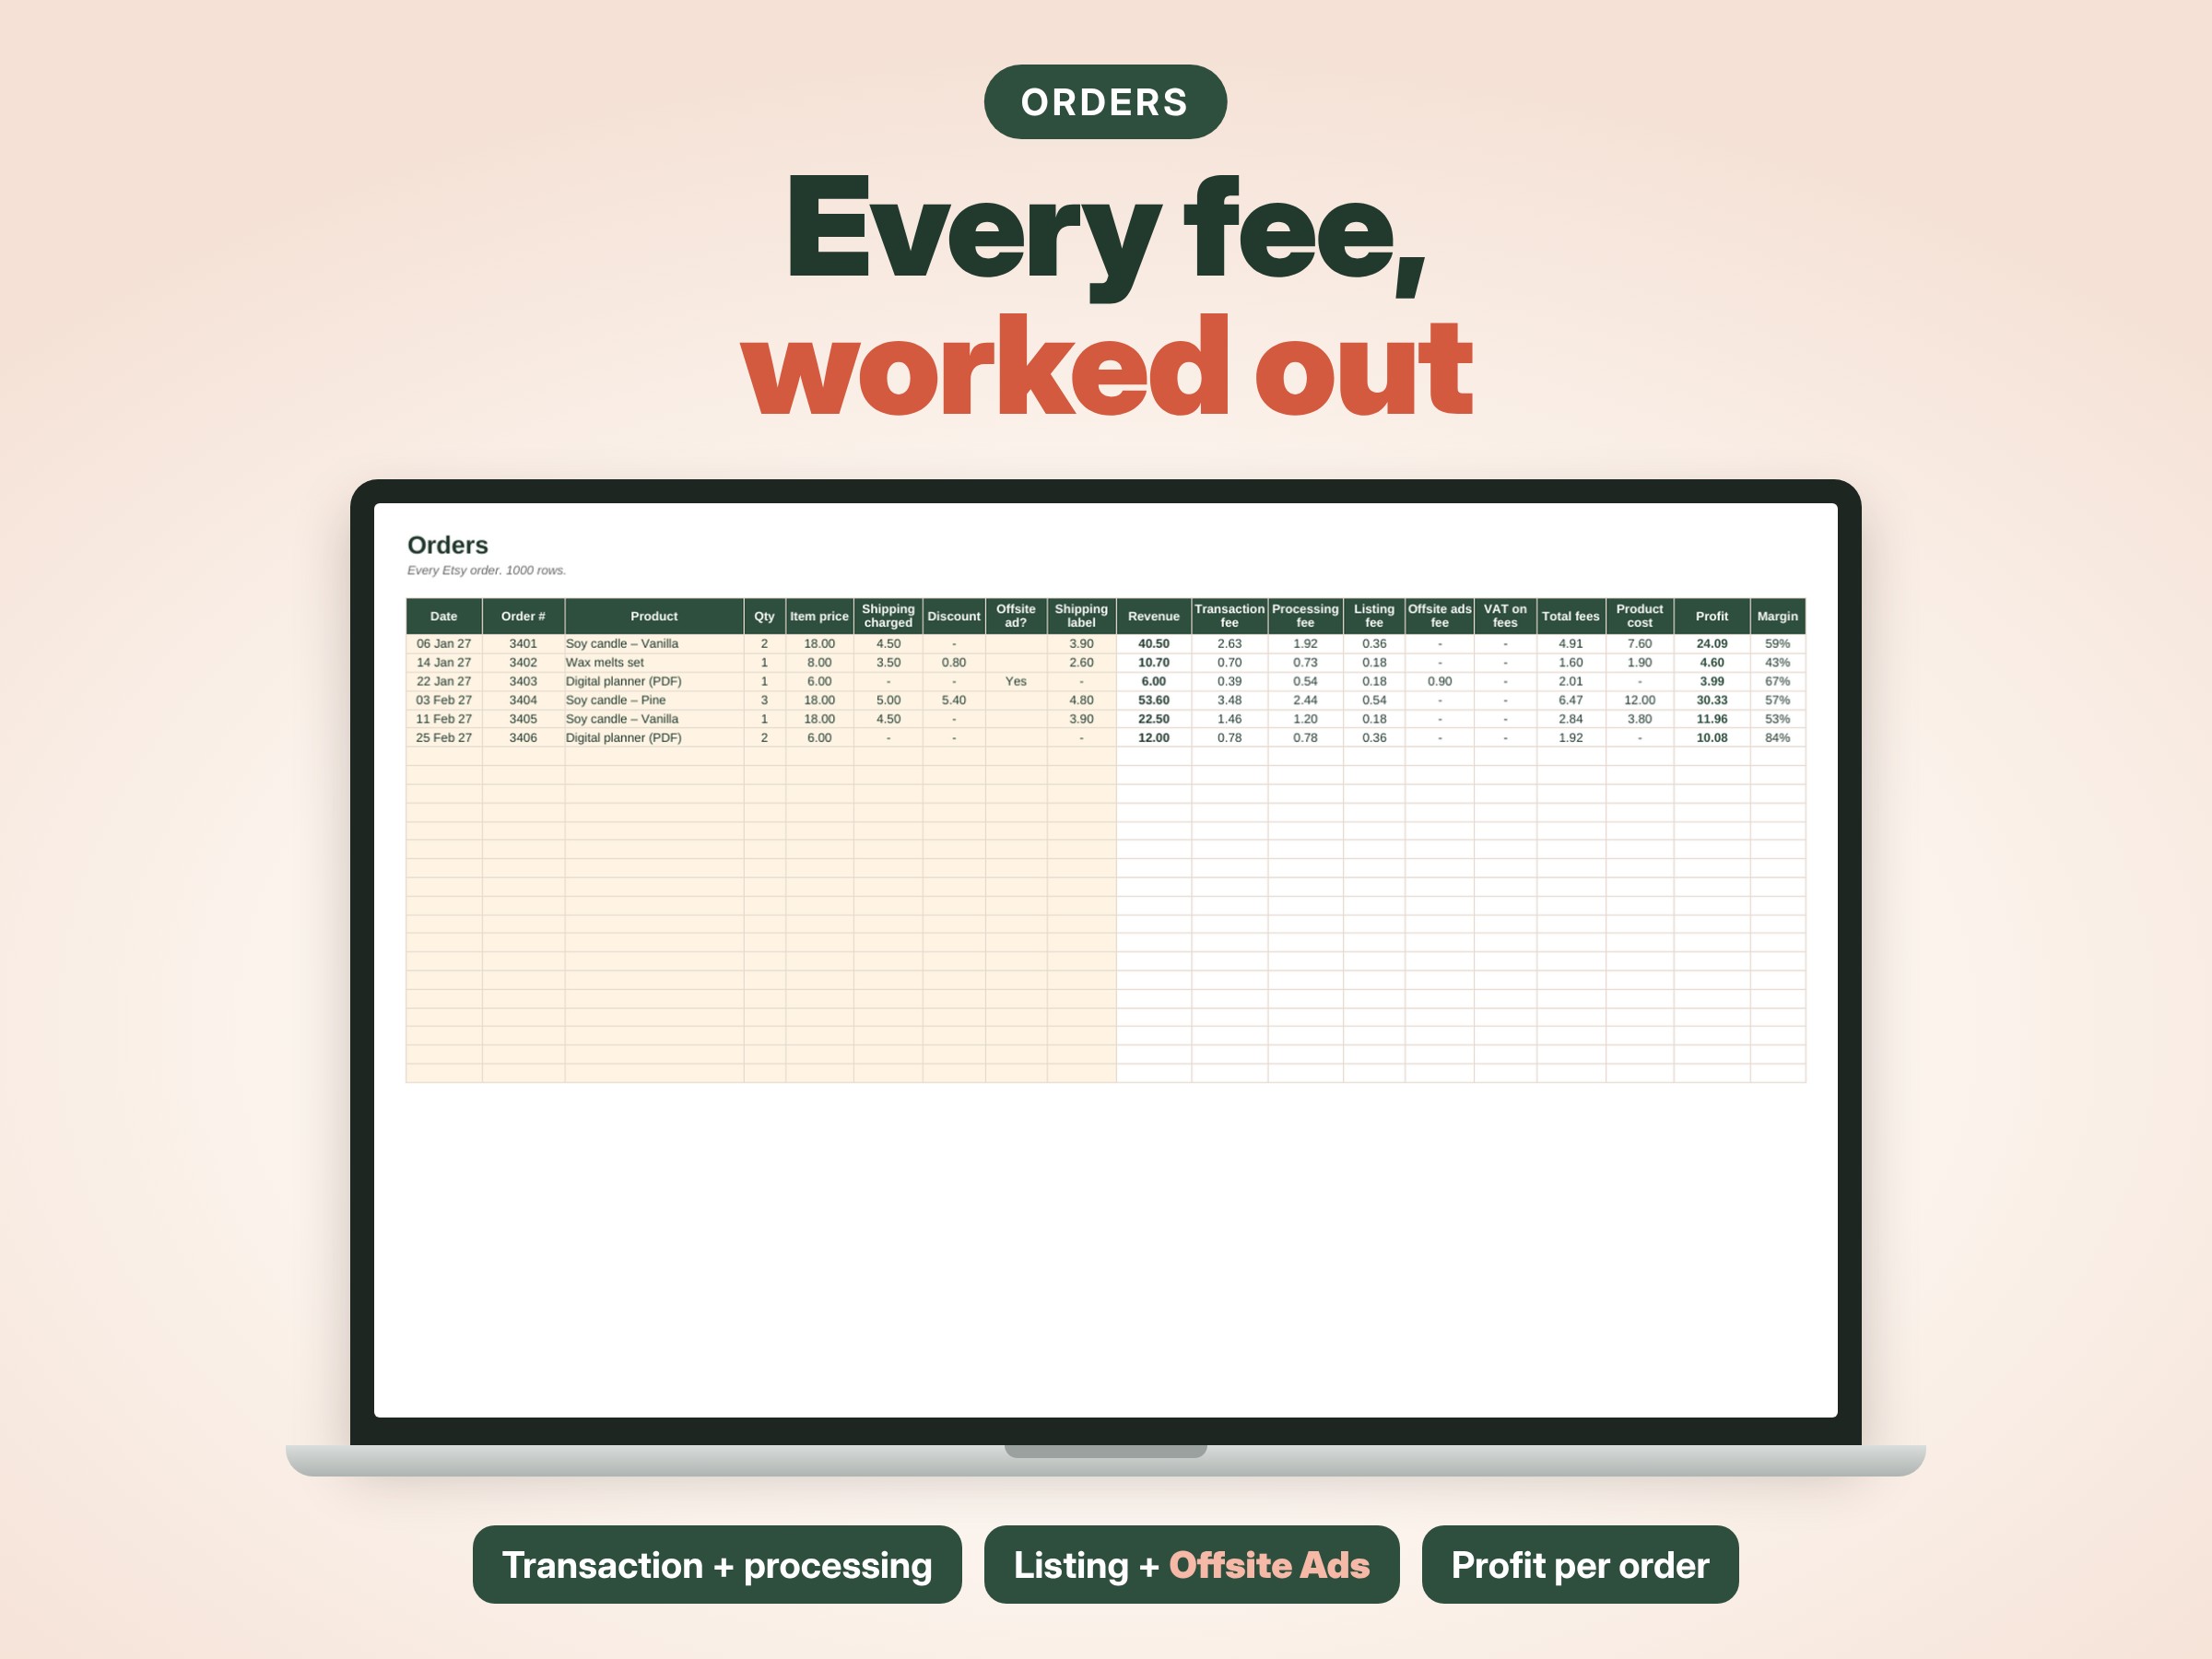 ORDERS
Every fee,
worked out
Orders
Every Etsy order. 1000 rows.
Date Order # Product Qty Item price Shipping charged Discount Offsite ad? Shipping label Revenue Transaction fee Processing fee Listing fee Offsite ads fee VAT on fees Total fees Product cost Profit Margin
06 Jan 27 3401 Soy candle – Vanilla 2 18.00 4.50 - 3.90 40.50 2.63 1.92 0.36 - - 4.91 7.60 24.09 59%
14 Jan 27 3402 Wax melts set 1 8.00 3.50 0.80 2.60 10.70 0.70 0.73 0.18 - - 1.60 1.90 4.60 43%
22 Jan 27 3403 Digital planner (PDF) 1 6.00 - - Yes - 6.00 0.39 0.54 0.18 0.90 - 2.01 - 3.99 67%
03 Feb 27 3404 Soy candle – Pine 3 18.00 5.00 5.40 4.80 53.60 3.48 2.44 0.54 - - 6.47 12.00 30.33 57%
11 Feb 27 3405 Soy candle – Vanilla 1 18.00 4.50 - 3.90 22.50 1.46 1.20 0.18 - - 2.84 3.80 11.96 53%
25 Feb 27 3406 Digital planner (PDF) 2 6.00 - - - 12.00 0.78 0.78 0.36 - - 1.92 - 10.08 84%
Transaction + processing
Listing + Offsite Ads
Profit per order